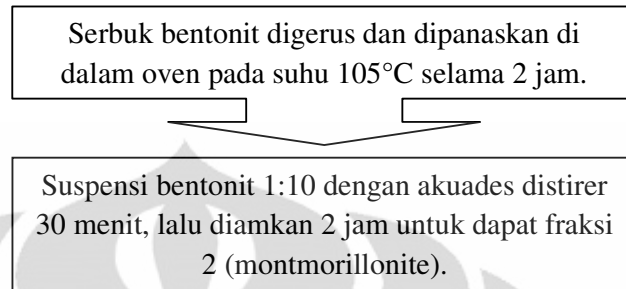 Serbuk bentonit digerus dan dipanaskan di
dalam oven pada suhu 105°C selama 2 jam.
Suspensi bentonit 1:10 dengan akuades distirer
30 menit, lalu diamkan 2 jam untuk dapat fraksi
2 (montmorillonite).